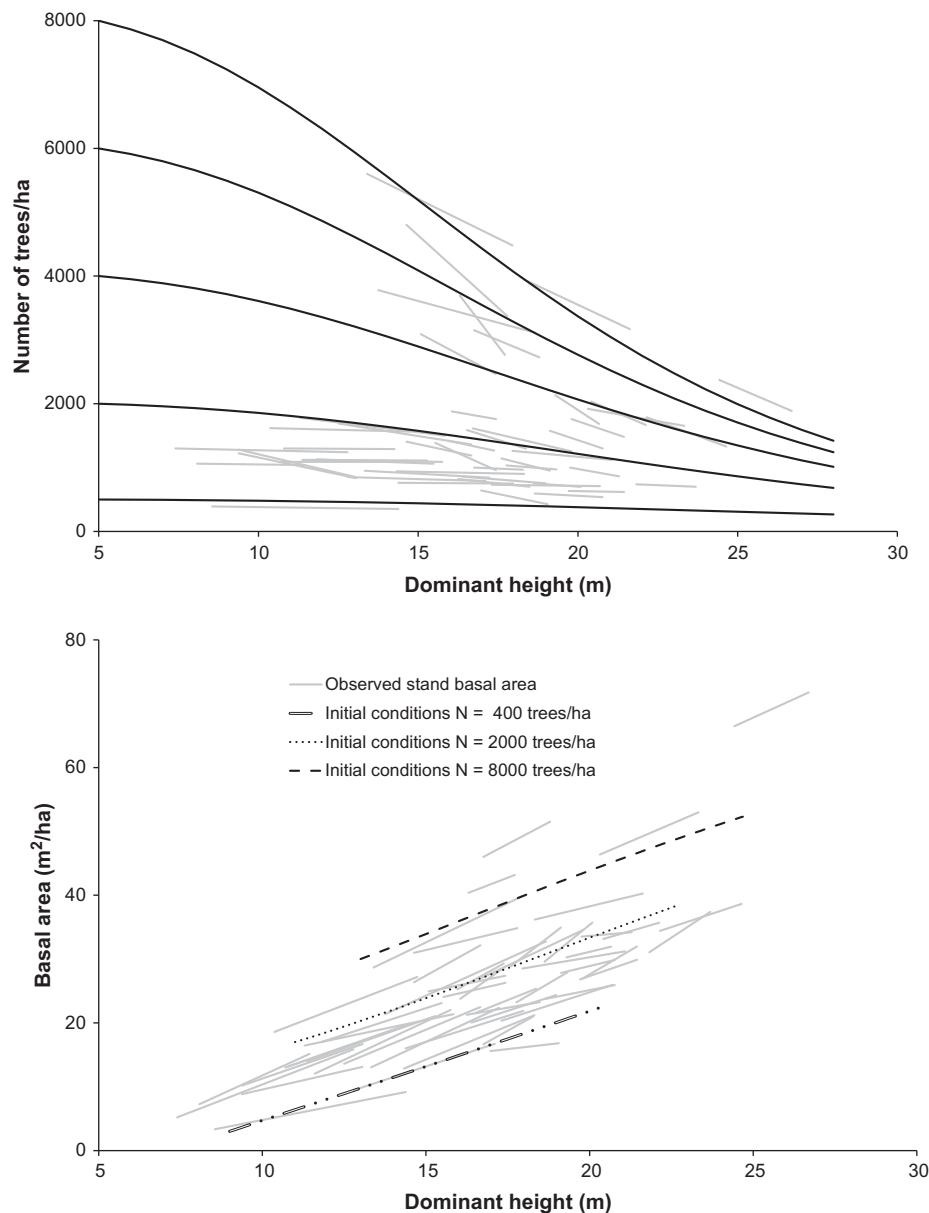 8000
6000
4000
2000
0
Number of trees/ha
5 10 15 20 25 30
Dominant height (m)
80
60
40
20
0
Basal area (m²/ha)
Observed stand basal area
Initial conditions N = 400 trees/ha
Initial conditions N = 2000 trees/ha
Initial conditions N = 8000 trees/ha
5 10 15 20 25 30
Dominant height (m)